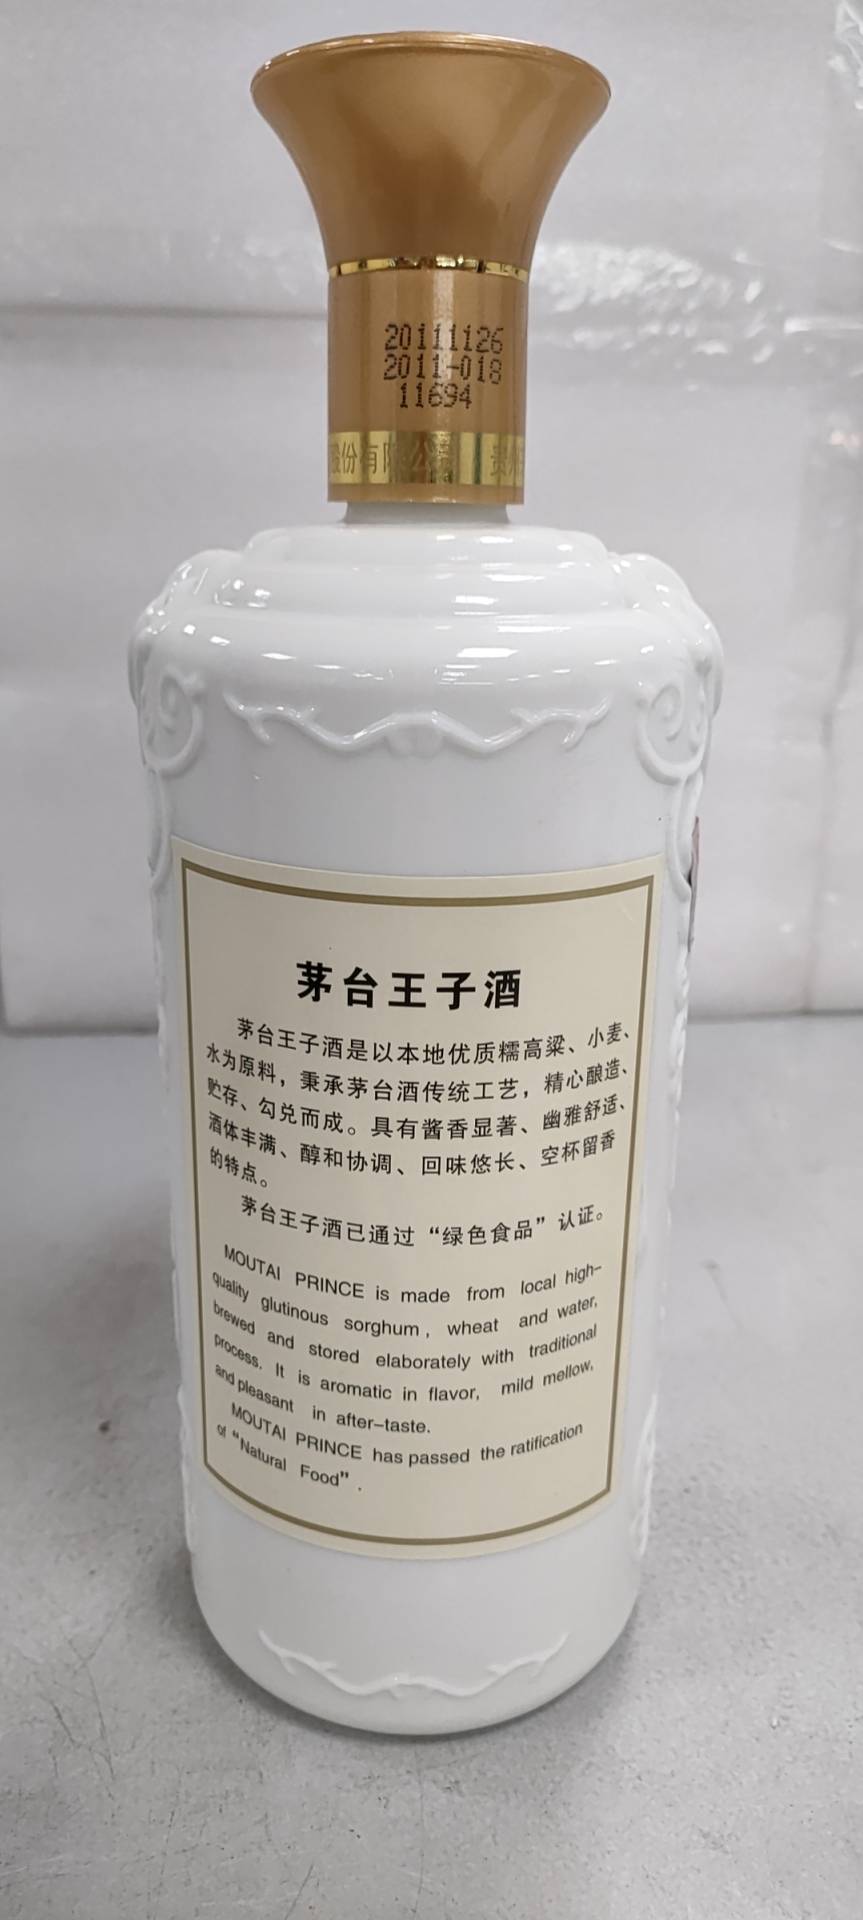 20111126
2011-018
11694
股份有限公司 贵州
茅台王子酒
茅台王子酒是以本地优质糯高粱、小麦、
水为原料，秉承茅台酒传统工艺，精心酿造、
贮存、勾兑而成。具有酱香显著、幽雅舒适、
酒体丰满、醇和协调、回味悠长、空杯留香
的特点。
茅台王子酒已通过“绿色食品”认证。
MOUTAI PRINCE is made from local high-
quality glutinous sorghum, wheat and water,
brewed and stored elaborately with traditional
process. It is aromatic in flavor, mild mellow,
and pleasant in after-taste.
MOUTAI PRINCE has passed the ratification
of “Natural Food”.